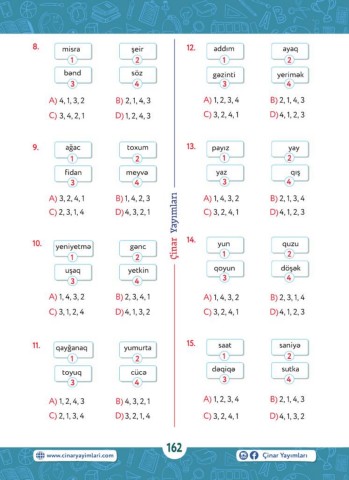 8.
misra
şeir
1
2
bənd
söz
3
4
A) 4, 1, 3, 2
B) 2, 1, 4, 3
C) 3, 4, 2, 1
D) 1, 2, 4, 3
9.
ağac
toxum
1
2
fidan
meyvə
3
4
A) 3, 2, 4, 1
B) 1, 4, 2, 3
C) 2, 3, 1, 4
D) 4, 3, 2, 1
10.
yeniyetmə
gənc
1
2
uşaq
yetkin
3
4
A) 1, 4, 3, 2
B) 2, 3, 4, 1
C) 3, 1, 2, 4
D) 4, 1, 3, 2
11.
qayğanaq
yumurta
1
2
toyuq
cücə
3
4
A) 1, 2, 4, 3
B) 4, 3, 2, 1
C) 2, 1, 3, 4
D) 3, 2, 1, 4
Çinar Yayımları
12.
addım
ayaq
1
2
gəzinti
yerimək
3
4
A) 1, 2, 3, 4
B) 2, 1, 4, 3
C) 3, 2, 4, 1
D) 4, 1, 2, 3
13.
payız
yay
1
2
yaz
qış
3
4
A) 1, 4, 3, 2
B) 2, 1, 3, 4
C) 3, 2, 4, 1
D) 4, 1, 2, 3
14.
yun
quzu
1
2
qoyun
döşək
3
4
A) 1, 4, 3, 2
B) 2, 3, 1, 4
C) 3, 2, 4, 1
D) 4, 1, 2, 3
15.
saat
saniyə
1
2
dəqiqə
sutka
3
4
A) 1, 2, 3, 4
B) 2, 1, 4, 3
C) 3, 2, 4, 1
D) 4, 1, 3, 2
www.cinaryayimlari.com
162
Çinar Yayımları